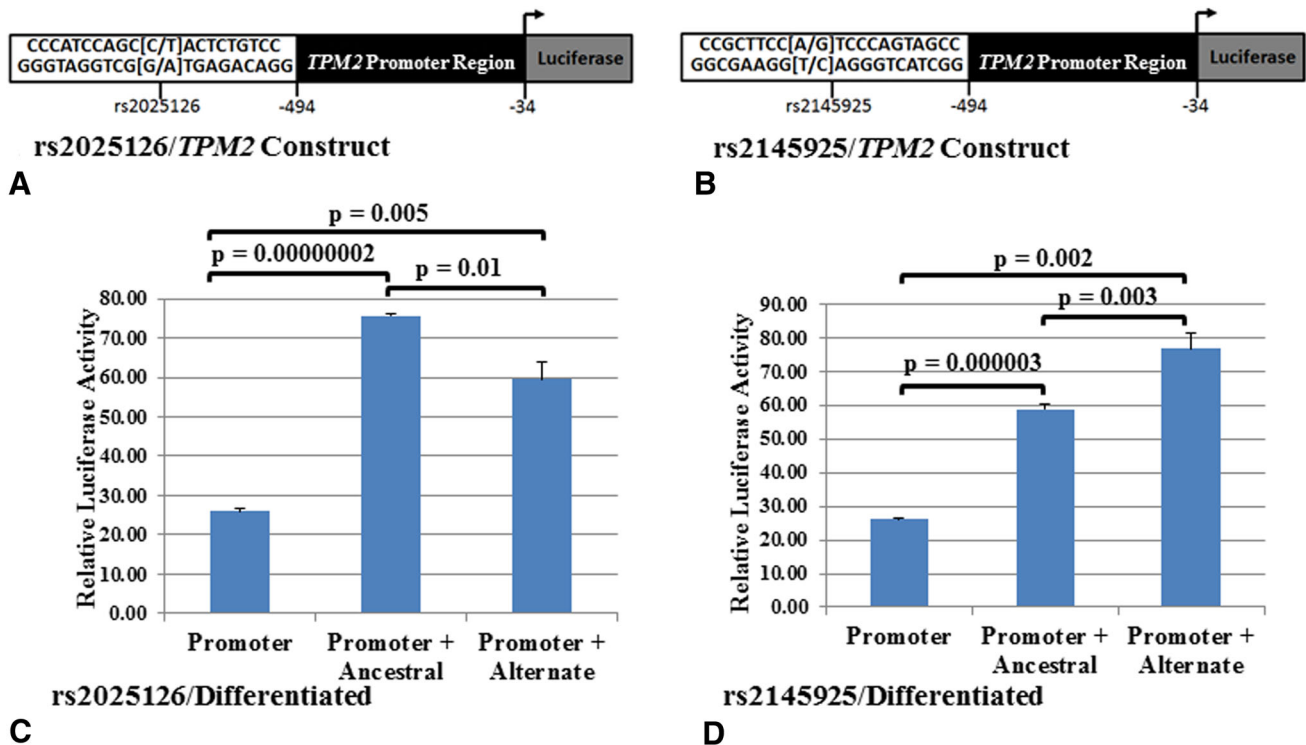 CCCATCCAGC[C/T]ACTCTGTCC
GGGTAGGTCG[G/A]TGAGACAGG
TPM2 Promoter Region
Luciferase
rs2025126
-494
-34
rs2025126/TPM2 Construct
A
CCGCTTCC[A/G]TCCCAGTAGCC
GGCGAAGG[T/C]AGGGTCATCGG
TPM2 Promoter Region
Luciferase
rs2145925
-494
-34
rs2145925/TPM2 Construct
B
p = 0.005
p = 0.00000002
p = 0.01
Relative Luciferase Activity
80.00
70.00
60.00
50.00
40.00
30.00
20.00
10.00
0.00
Promoter
Promoter +
Ancestral
Promoter +
Alternate
rs2025126/Differentiated
C
p = 0.002
p = 0.003
p = 0.000003
Relative Luciferase Activity
90.00
80.00
70.00
60.00
50.00
40.00
30.00
20.00
10.00
0.00
Promoter
Promoter +
Ancestral
Promoter +
Alternate
rs2145925/Differentiated
D